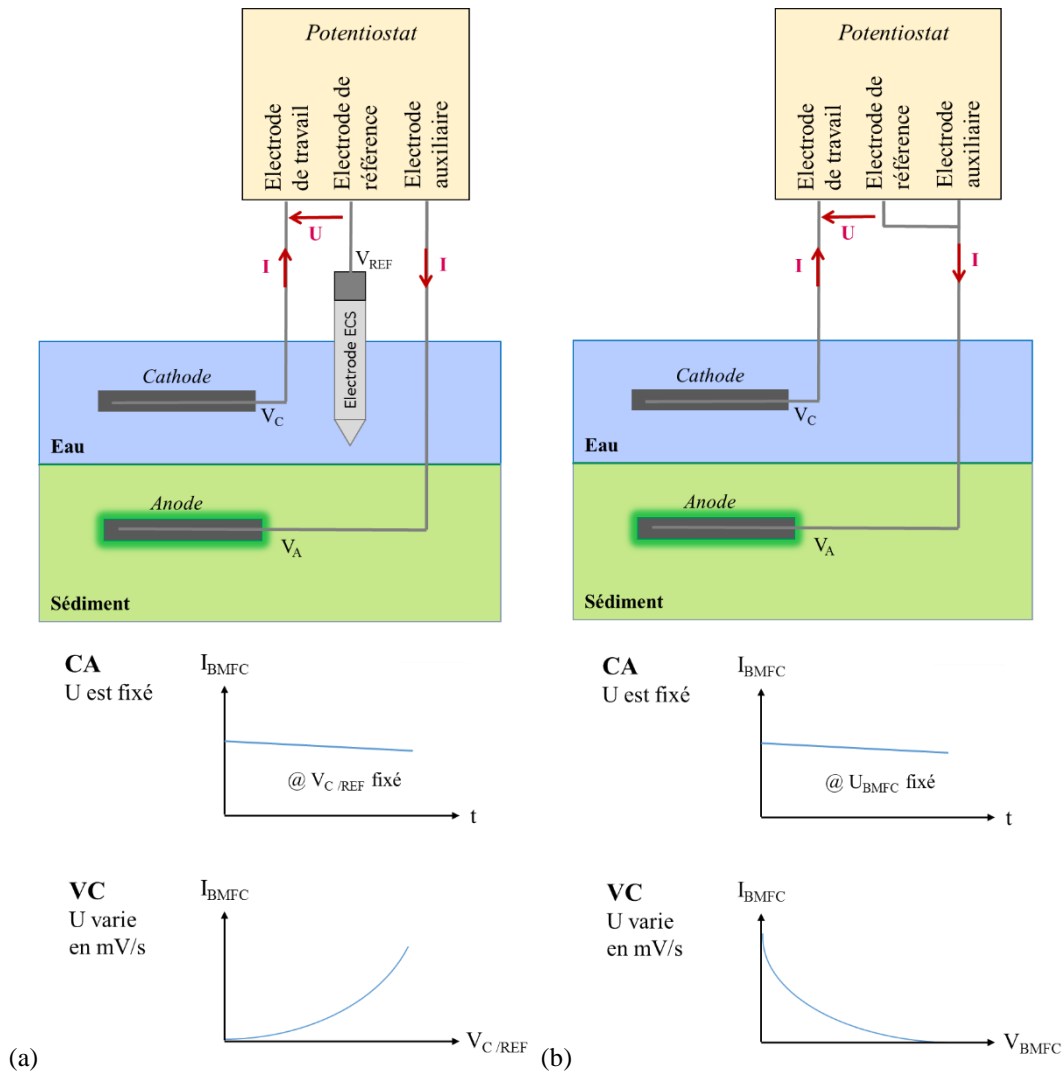 Potentiostat
Electrode
de travail
Electrode de
référence
Electrode
auxiliaire
U
I
V_REF
I
Electrode ECS
Cathode
V_C
Eau
Anode
V_A
Sédiment
CA
U est fixé
I_BMFC
@ V_C /REF fixé
t
VC
U varie
en mV/s
I_BMFC
V_C /REF
(a)
Potentiostat
Electrode
de travail
Electrode de
référence
Electrode
auxiliaire
U
I
I
Cathode
V_C
Eau
Anode
V_A
Sédiment
CA
U est fixé
I_BMFC
@ U_BMFC fixé
t
VC
U varie
en mV/s
I_BMFC
V_BMFC
(b)